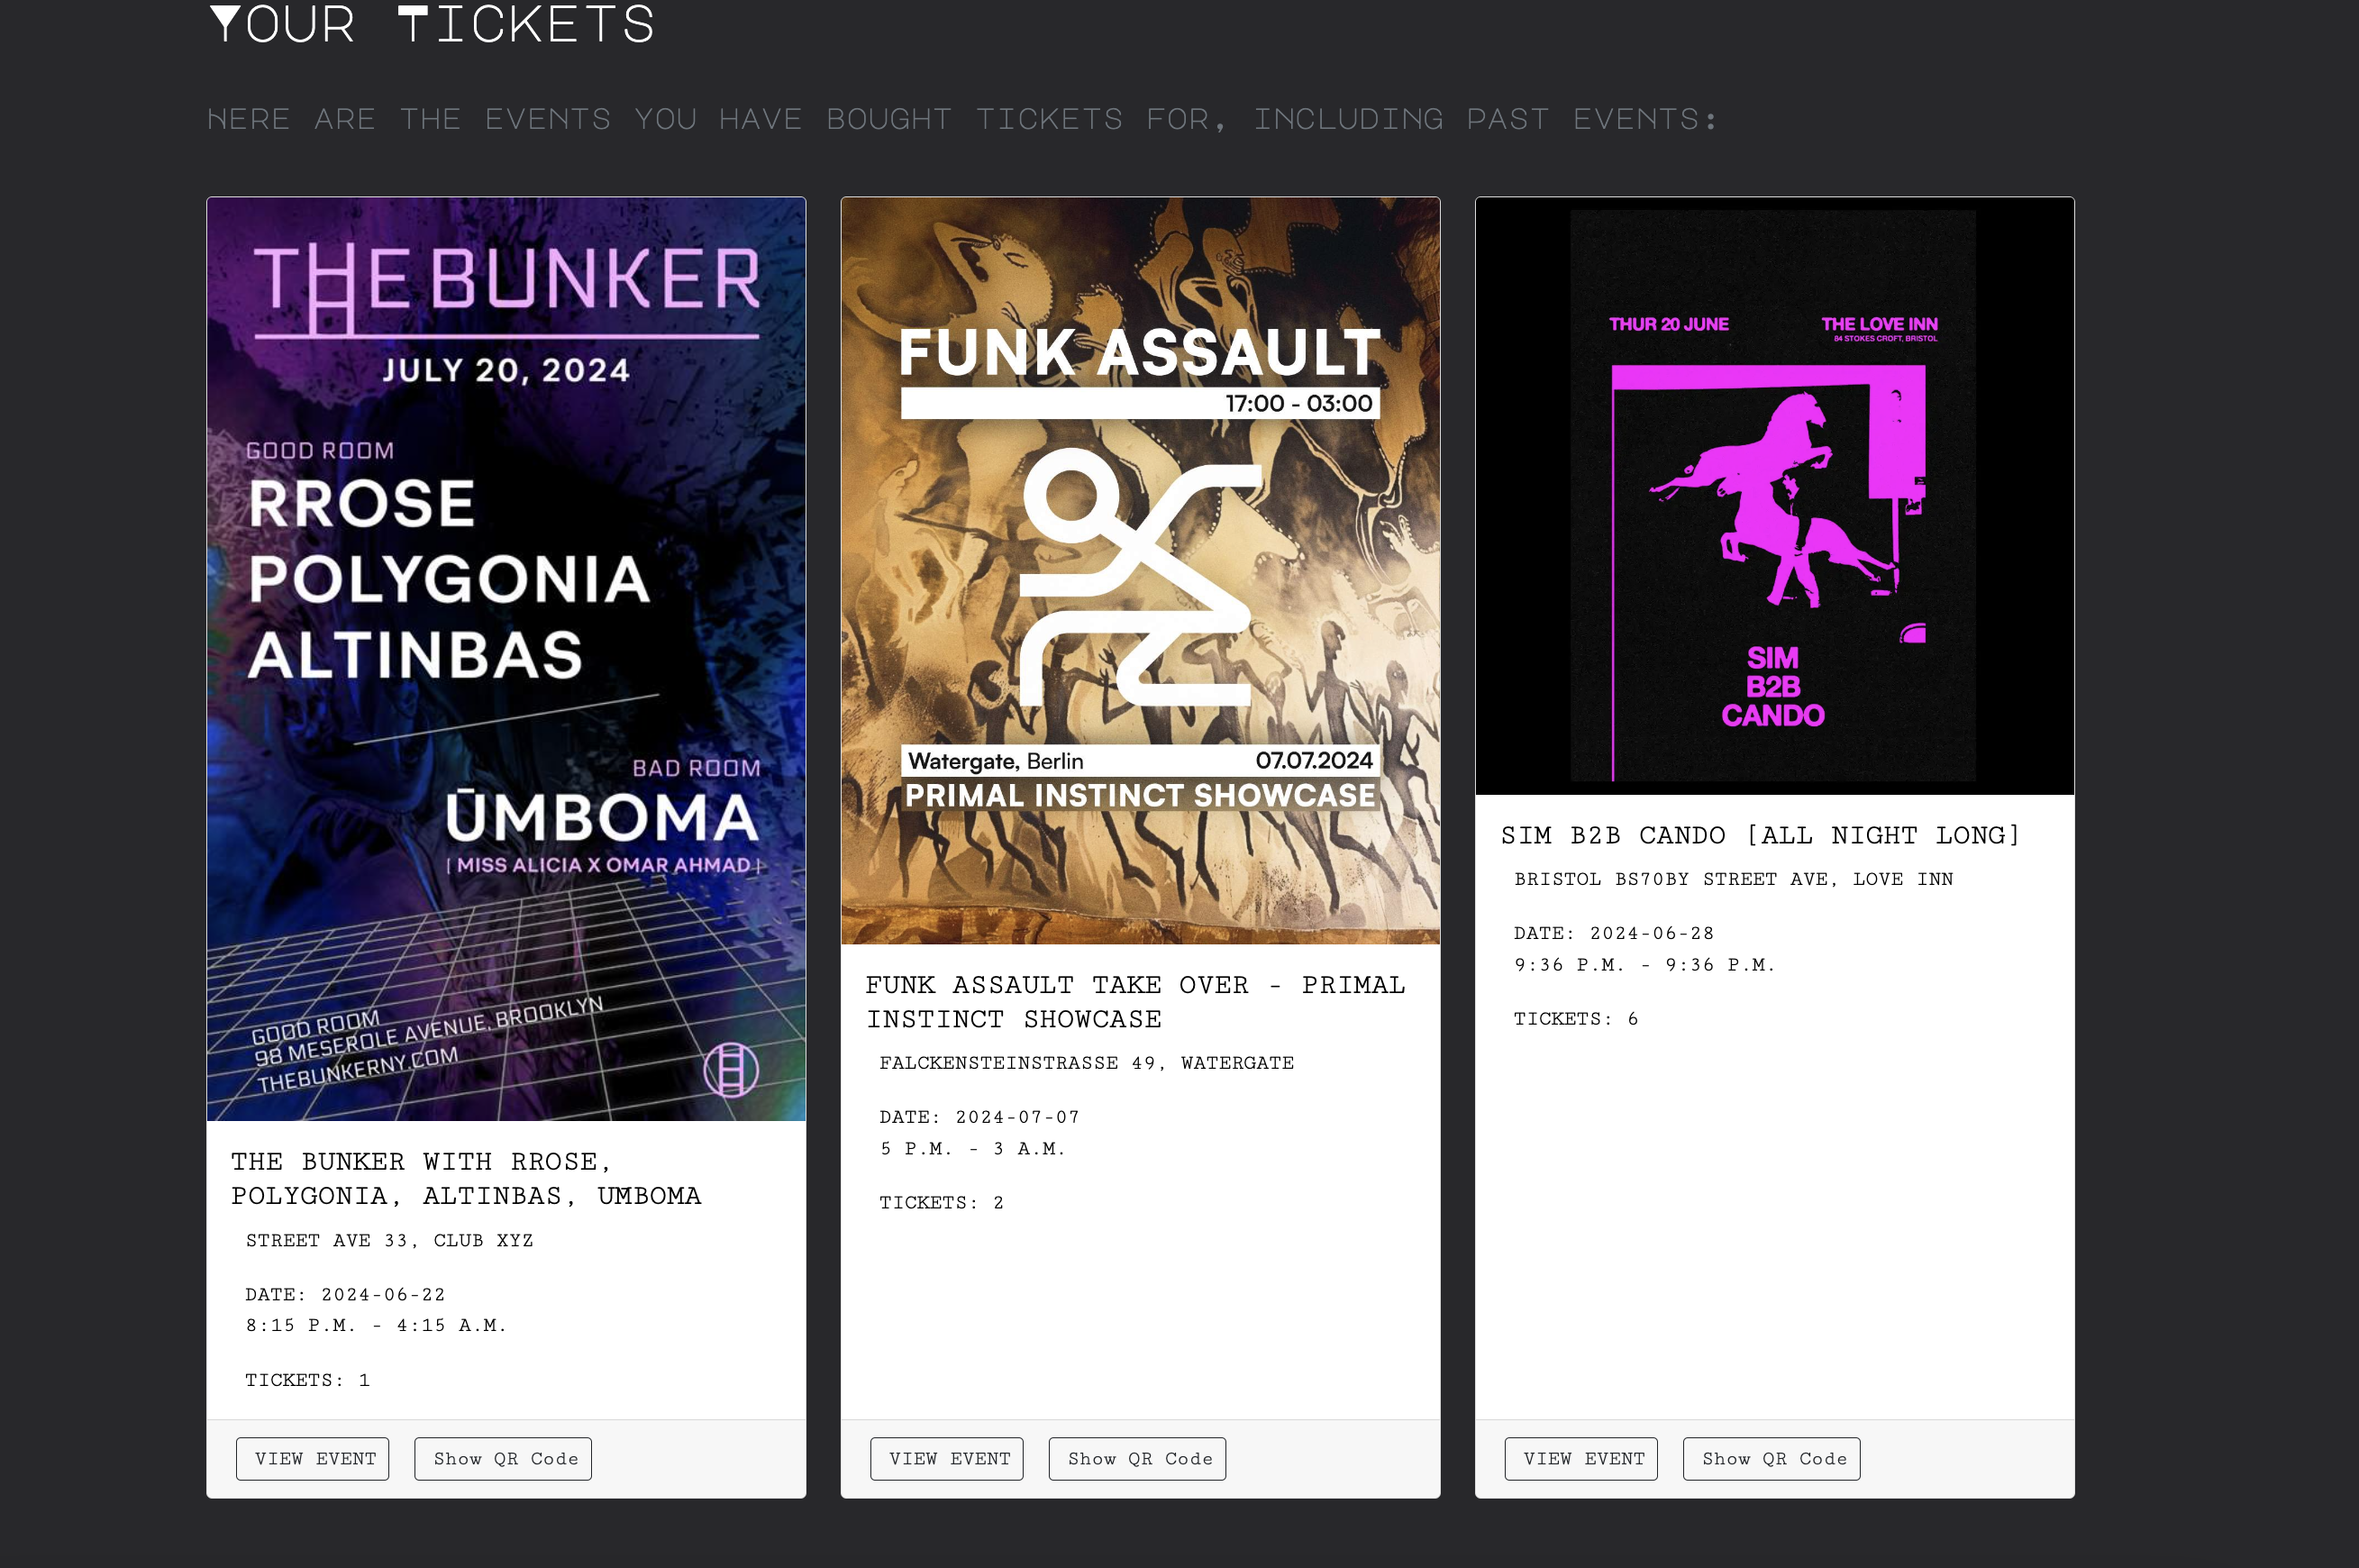 Your Tickets
HERE ARE THE EVENTS YOU HAVE BOUGHT TICKETS FOR, INCLUDING PAST EVENTS:
THE BUNKER
JULY 20, 2024
GOOD ROOM
RROSE
POLYGONIA
ALTINBAS
BAD ROOM
ŪMBOMA
[ MISS ALICIA X OMAR AHMAD ]
GOOD ROOM
98 MESEROLE AVENUE, BROOKLYN
THEBUNKERNY.COM
THE BUNKER WITH RROSE,
POLYGONIA, ALTINBAS, UMBOMA
STREET AVE 33, CLUB XYZ
DATE: 2024-06-22
8:15 P.M. - 4:15 A.M.
TICKETS: 1
VIEW EVENT
Show QR Code
FUNK ASSAULT
17:00 - 03:00
Watergate, Berlin
07.07.2024
PRIMAL INSTINCT SHOWCASE
FUNK ASSAULT TAKE OVER - PRIMAL
INSTINCT SHOWCASE
FALCKENSTEINSTRASSE 49, WATERGATE
DATE: 2024-07-07
5 P.M. - 3 A.M.
TICKETS: 2
VIEW EVENT
Show QR Code
THUR 20 JUNE
THE LOVE INN
84 STOKES CROFT, BRISTOL
SIM
B2B
CANDO
SIM B2B CANDO [ALL NIGHT LONG]
BRISTOL BS70BY STREET AVE, LOVE INN
DATE: 2024-06-28
9:36 P.M. - 9:36 P.M.
TICKETS: 6
VIEW EVENT
Show QR Code